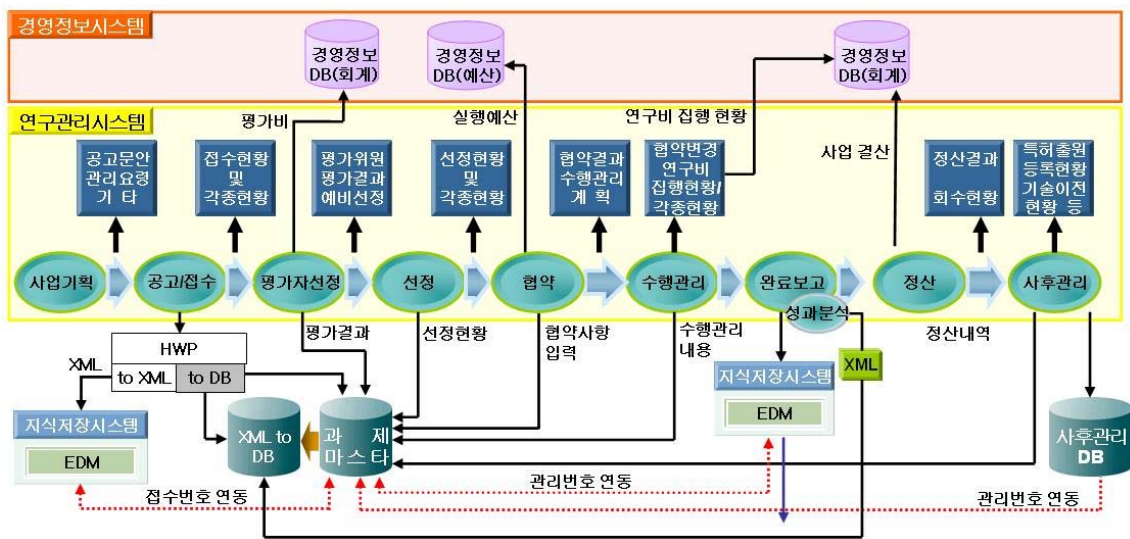 경영정보시스템
경영정보
DB(회계)
경영정보
DB(예산)
경영정보
DB(회계)
연구관리시스템
평가비
실행예산
연구비 집행 현황
사업 결산
공고문안
관리요령
기 타
접수현황
및
각종현황
평가위원
평가결과
예비선정
선정현황
및
각종현황
협약결과
수행관리
계 획
협약변경
연구비
집행현황/
각종현황
정산결과
회수현황
특허출원
등록현황
기술이전
현황 등
사업기획
공고/접수
평가자선정
선정
협약
수행관리
완료보고
성과분석
정산
사후관리
평가결과
선정현황
협약사항
입력
수행관리
내용
정산내역
HWP
to XML
to DB
XML
XML
지식저장시스템
EDM
XML to
DB
과 제
마스타
지식저장시스템
EDM
사후관리
DB
접수번호 연동
관리번호 연동
관리번호 연동